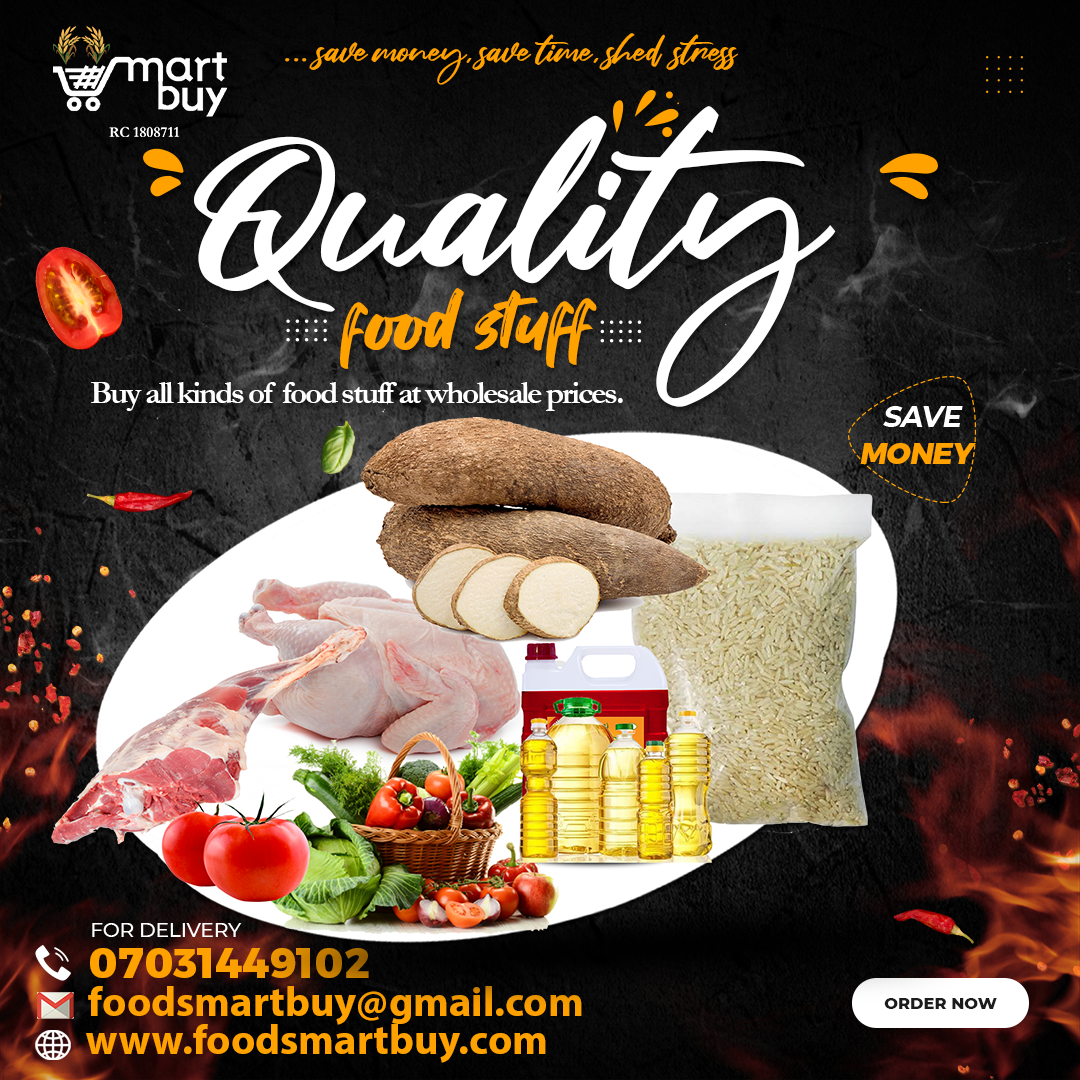 ...save money, save time, shed stress
smart
buy
RC 1808711
Quality
food stuff
Buy all kinds of food stuff at wholesale prices.
SAVE
MONEY
FOR DELIVERY
07031449102
foodsmartbuy@gmail.com
www.foodsmartbuy.com
ORDER NOW